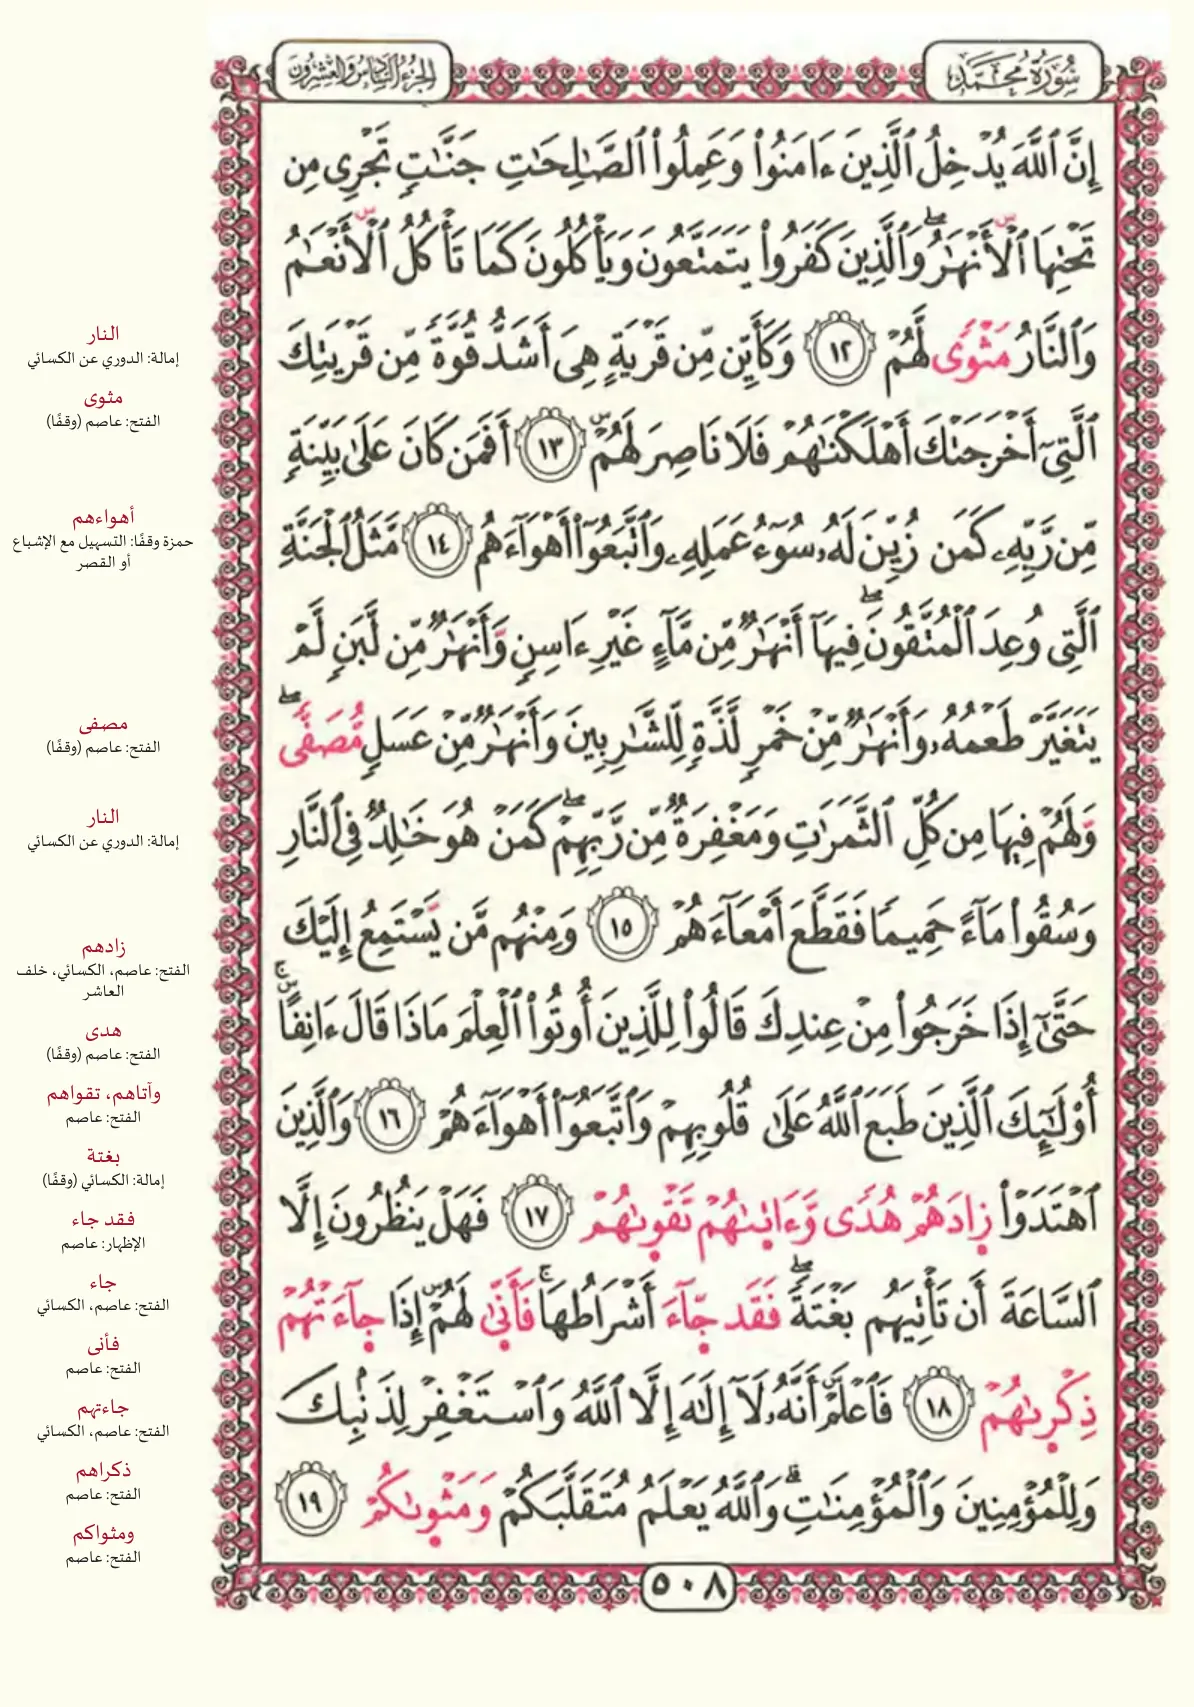 سُورَةُ مُحَمَّد
الجزء السادس والعشرون
إِنَّ ٱللَّهَ يُدْخِلُ ٱلَّذِينَ ءَامَنُوا۟ وَعَمِلُوا۟ ٱلصَّـٰلِحَـٰتِ جَنَّـٰتٍ تَجْرِى مِن
تَحْتِهَا ٱلْأَنْهَـٰرُ ۖ وَٱلَّذِينَ كَفَرُوا۟ يَتَمَتَّعُونَ وَيَأْكُلُونَ كَمَا تَأْكُلُ ٱلْأَنْعَـٰمُ
وَٱلنَّارُ مَثْوًى لَّهُمْ ١٢ وَكَأَيِّن مِّن قَرْيَةٍ هِىَ أَشَدُّ قُوَّةً مِّن قَرْيَتِكَ
ٱلَّتِىٓ أَخْرَجَتْكَ أَهْلَكْنَـٰهُمْ فَلَا نَاصِرَ لَهُمْ ١٣ أَفَمَن كَانَ عَلَىٰ بَيِّنَةٍ
مِّن رَّبِّهِۦ كَمَن زُيِّنَ لَهُۥ سُوٓءُ عَمَلِهِۦ وَٱتَّبَعُوٓا۟ أَهْوَآءَهُم ١٤ مَّثَلُ ٱلْجَنَّةِ
ٱلَّتِى وُعِدَ ٱلْمُتَّقُونَ ۖ فِيهَآ أَنْهَـٰرٌ مِّن مَّآءٍ غَيْرِ ءَاسِنٍ وَأَنْهَـٰرٌ مِّن لَّبَنٍ لَّمْ
يَتَغَيَّرْ طَعْمُهُۥ وَأَنْهَـٰرٌ مِّنْ خَمْرٍ لَّذَّةٍ لِّلشَّـٰرِبِينَ وَأَنْهَـٰرٌ مِّنْ عَسَلٍ مُّصَفًّى ۖ
وَلَهُمْ فِيهَا مِن كُلِّ ٱلثَّمَرَٰتِ وَمَغْفِرَةٌ مِّن رَّبِّهِمْ ۖ كَمَنْ هُوَ خَـٰلِدٌ فِى ٱلنَّارِ
وَسُقُوا۟ مَآءً حَمِيمًا فَقَطَّعَ أَمْعَآءَهُمْ ١٥ وَمِنْهُم مَّن يَسْتَمِعُ إِلَيْكَ
حَتَّىٰٓ إِذَا خَرَجُوا۟ مِنْ عِندِكَ قَالُوا۟ لِلَّذِينَ أُوتُوا۟ ٱلْعِلْمَ مَاذَا قَالَ ءَانِفًا ۚ
أُو۟لَـٰٓئِكَ ٱلَّذِينَ طَبَعَ ٱللَّهُ عَلَىٰ قُلُوبِهِمْ وَٱتَّبَعُوٓا۟ أَهْوَآءَهُمْ ١٦ وَٱلَّذِينَ
ٱهْتَدَوْا۟ زَادَهُمْ هُدًى وَءَاتَىٰهُمْ تَقْوَىٰهُمْ ١٧ فَهَلْ يَنظُرُونَ إِلَّا
ٱلسَّاعَةَ أَن تَأْتِيَهُم بَغْتَةً ۖ فَقَد جَّآءَ أَشْرَاطُهَا ۚ فَأَنَّىٰ لَهُمْ إِذَا جَآءَتْهُمْ
ذِكْرَىٰهُمْ ١٨ فَٱعْلَمْ أَنَّهُۥ لَآ إِلَـٰهَ إِلَّا ٱللَّهُ وَٱسْتَغْفِرْ لِذَنۢبِكَ
وَلِلْمُؤْمِنِينَ وَٱلْمُؤْمِنَـٰتِ ۗ وَٱللَّهُ يَعْلَمُ مُتَقَلَّبَكُمْ وَمَثْوَىٰكُمْ ١٩
٥٠٨
النار
إمالة: الدوري عن الكسائي
مثوى
الفتح: عاصم (وقفًا)
أهواءهم
حمزة وقفًا: التسهيل مع الإشباع
أو القصر
مصفى
الفتح: عاصم (وقفًا)
النار
إمالة: الدوري عن الكسائي
زادهم
الفتح: عاصم، الكسائي، خلف
العاشر
هدى
الفتح: عاصم (وقفًا)
وآتاهم، تقواهم
الفتح: عاصم
بغتة
إمالة: الكسائي (وقفًا)
فقد جاء
الإظهار: عاصم
جاء
الفتح: عاصم، الكسائي
فأنى
الفتح: عاصم
جاءتهم
الفتح: عاصم، الكسائي
ذكراهم
الفتح: عاصم
ومثواكم
الفتح: عاصم